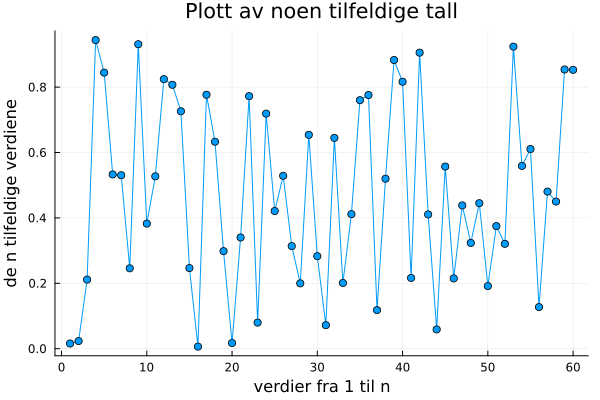 Plott av noen tilfeldige tall
de n tilfeldige verdiene
0.8
0.6
0.4
0.2
0.0
0 10 20 30 40 50 60
verdier fra 1 til n